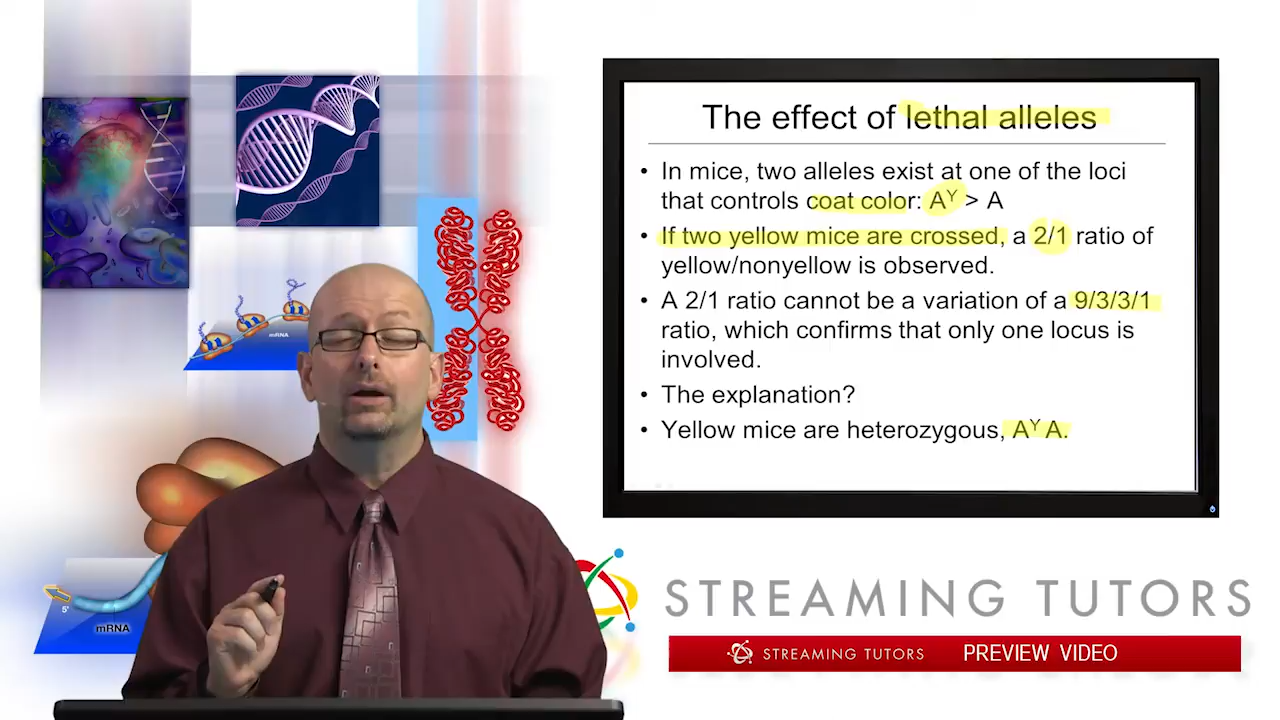 The effect of lethal alleles
• In mice, two alleles exist at one of the loci
that controls coat color: Aʸ > A
• If two yellow mice are crossed, a 2/1 ratio of
yellow/nonyellow is observed.
• A 2/1 ratio cannot be a variation of a 9/3/3/1
ratio, which confirms that only one locus is
involved.
• The explanation?
• Yellow mice are heterozygous, Aʸ A.
mRNA
5'
mRNA
STREAMING TUTORS
STREAMING TUTORS PREVIEW VIDEO